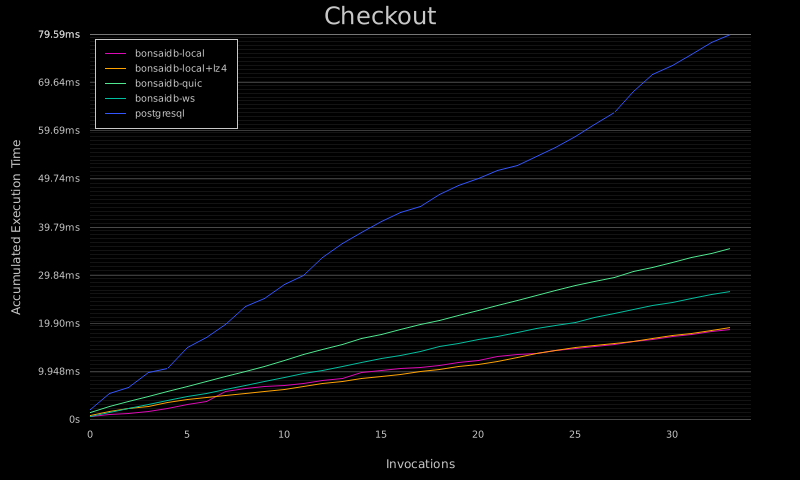 Checkout
79.59ms
69.64ms
59.69ms
49.74ms
39.79ms
29.84ms
19.90ms
9.948ms
0s
bonsaidb-local
bonsaidb-local+lz4
bonsaidb-quic
bonsaidb-ws
postgresql
Accumulated Execution Time
0 5 10 15 20 25 30
Invocations